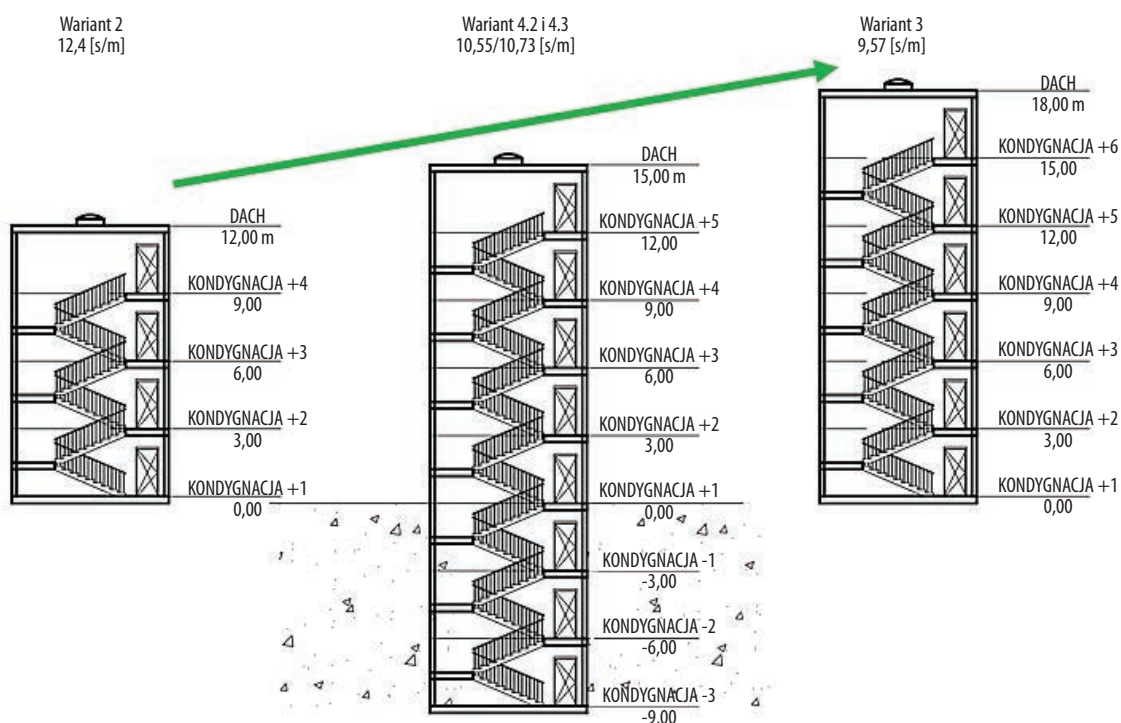 Wariant 2
12,4 [s/m]
Wariant 4.2 i 4.3
10,55/10,73 [s/m]
Wariant 3
9,57 [s/m]
DACH
12,00 m
KONDYGNACJA +4
9,00
KONDYGNACJA +3
6,00
KONDYGNACJA +2
3,00
KONDYGNACJA +1
0,00
DACH
15,00 m
KONDYGNACJA +5
12,00
KONDYGNACJA +4
9,00
KONDYGNACJA +3
6,00
KONDYGNACJA +2
3,00
KONDYGNACJA +1
0,00
KONDYGNACJA -1
-3,00
KONDYGNACJA -2
-6,00
KONDYGNACJA -3
-9,00
DACH
18,00 m
KONDYGNACJA +6
15,00
KONDYGNACJA +5
12,00
KONDYGNACJA +4
9,00
KONDYGNACJA +3
6,00
KONDYGNACJA +2
3,00
KONDYGNACJA +1
0,00